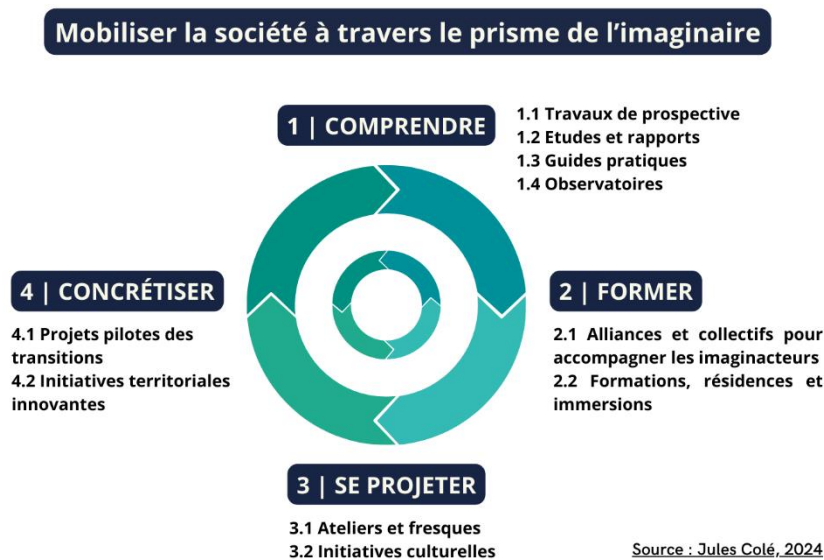 Mobiliser la société à travers le prisme de l'imaginaire
1 | COMPRENDRE
1.1 Travaux de prospective
1.2 Etudes et rapports
1.3 Guides pratiques
1.4 Observatoires
2 | FORMER
2.1 Alliances et collectifs pour
accompagner les imaginacteurs
2.2 Formations, résidences et
immersions
3 | SE PROJETER
3.1 Ateliers et fresques
3.2 Initiatives culturelles
4 | CONCRÉTISER
4.1 Projets pilotes des
transitions
4.2 Initiatives territoriales
innovantes
Source : Jules Colé, 2024